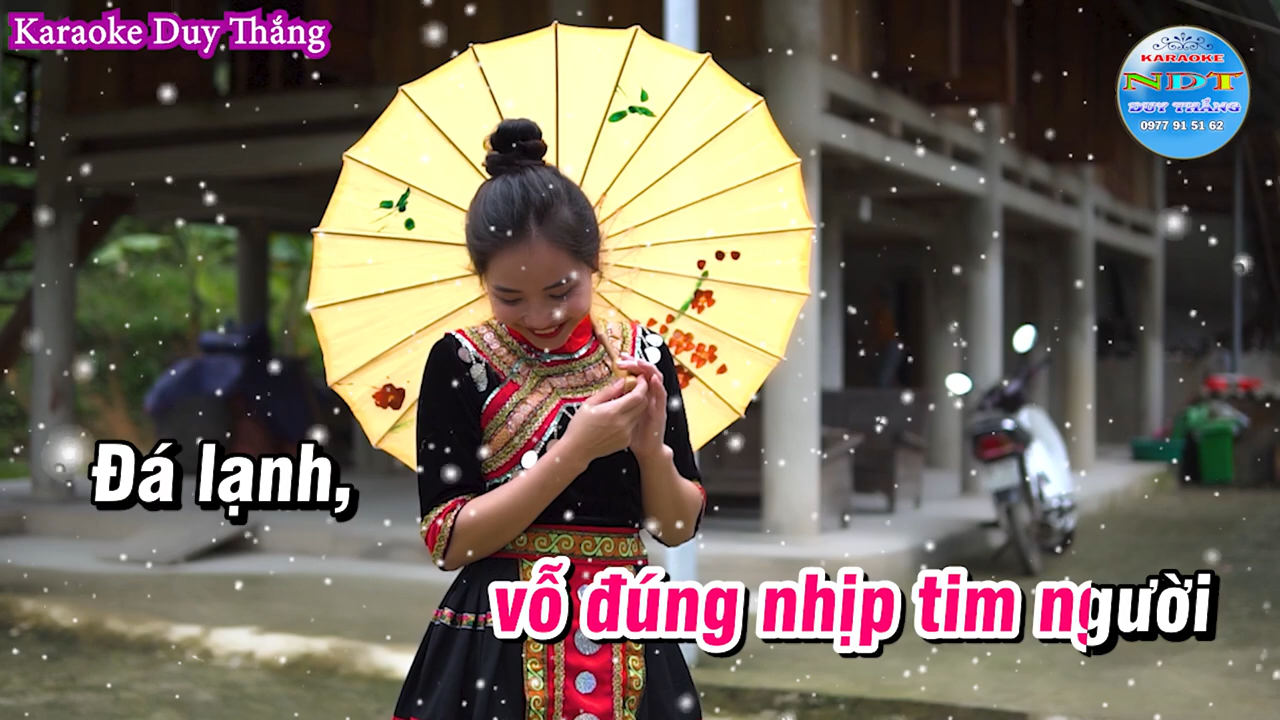 Karaoke Duy Thắng
KARAOKE
NDT
DUY THẮNG
0977 91 51 62
Đá lạnh,
vỗ đúng nhịp tim người